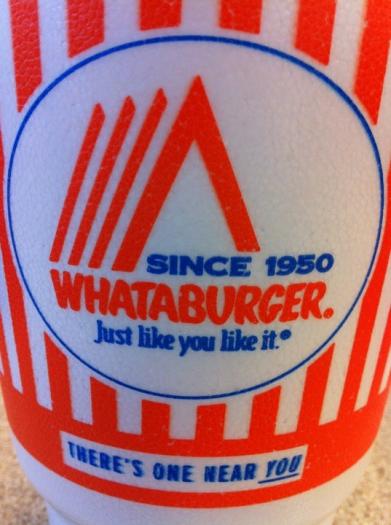 SINCE 1950
WHATABURGER®
Just like you like it.®
THERE'S ONE NEAR YOU